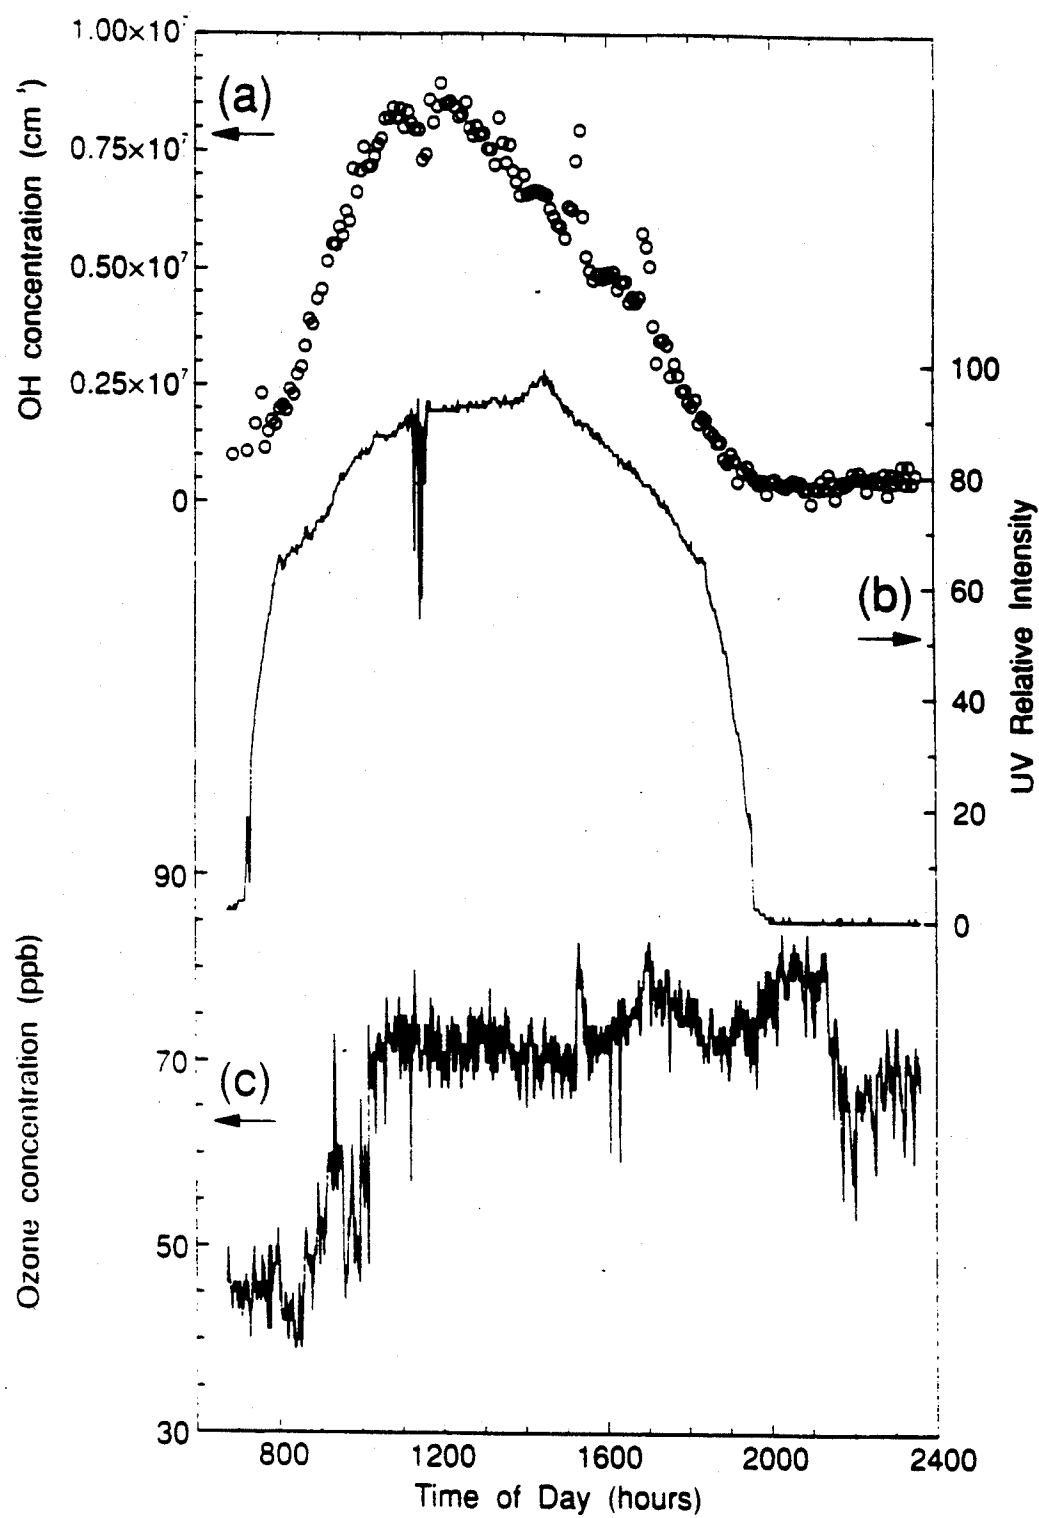 1.00×10⁷
(a)
0.75×10⁷
0.50×10⁷
0.25×10⁷
0
OH concentration (cm⁻³)
100
80
60
40
20
0
(b)
UV Relative Intensity
90
70
50
30
(c)
Ozone concentration (ppb)
800
1200
1600
2000
2400
Time of Day (hours)